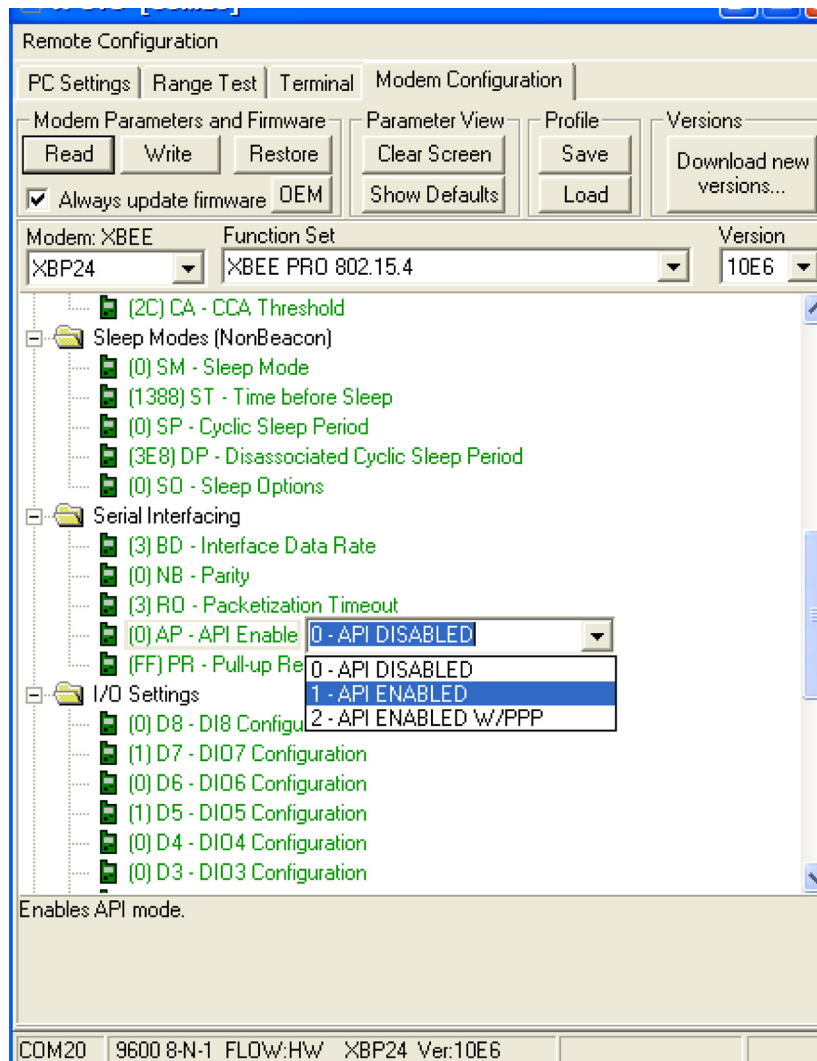 Remote Configuration
PC Settings Range Test Terminal Modem Configuration
Modem Parameters and Firmware Parameter View Profile Versions
Read Write Restore Clear Screen Save Download new versions...
Always update firmware OEM Show Defaults Load
Modem: XBEE Function Set Version
XBP24 XBEE PRO 802.15.4 10E6
(2C) CA - CCA Threshold
Sleep Modes (NonBeacon)
(0) SM - Sleep Mode
(1388) ST - Time before Sleep
(0) SP - Cyclic Sleep Period
(3E8) DP - Disassociated Cyclic Sleep Period
(0) SO - Sleep Options
Serial Interfacing
(3) BD - Interface Data Rate
(0) NB - Parity
(3) RO - Packetization Timeout
(0) AP - API Enable 0 - API DISABLED
(FF) PR - Pull-up Re 0 - API DISABLED
I/O Settings 1 - API ENABLED
(0) D8 - DI8 Configu 2 - API ENABLED W/PPP
(1) D7 - DIO7 Configuration
(0) D6 - DIO6 Configuration
(1) D5 - DIO5 Configuration
(0) D4 - DIO4 Configuration
(0) D3 - DIO3 Configuration
Enables API mode.
COM20 9600 8-N-1 FLOW:HW XBP24 Ver:10E6